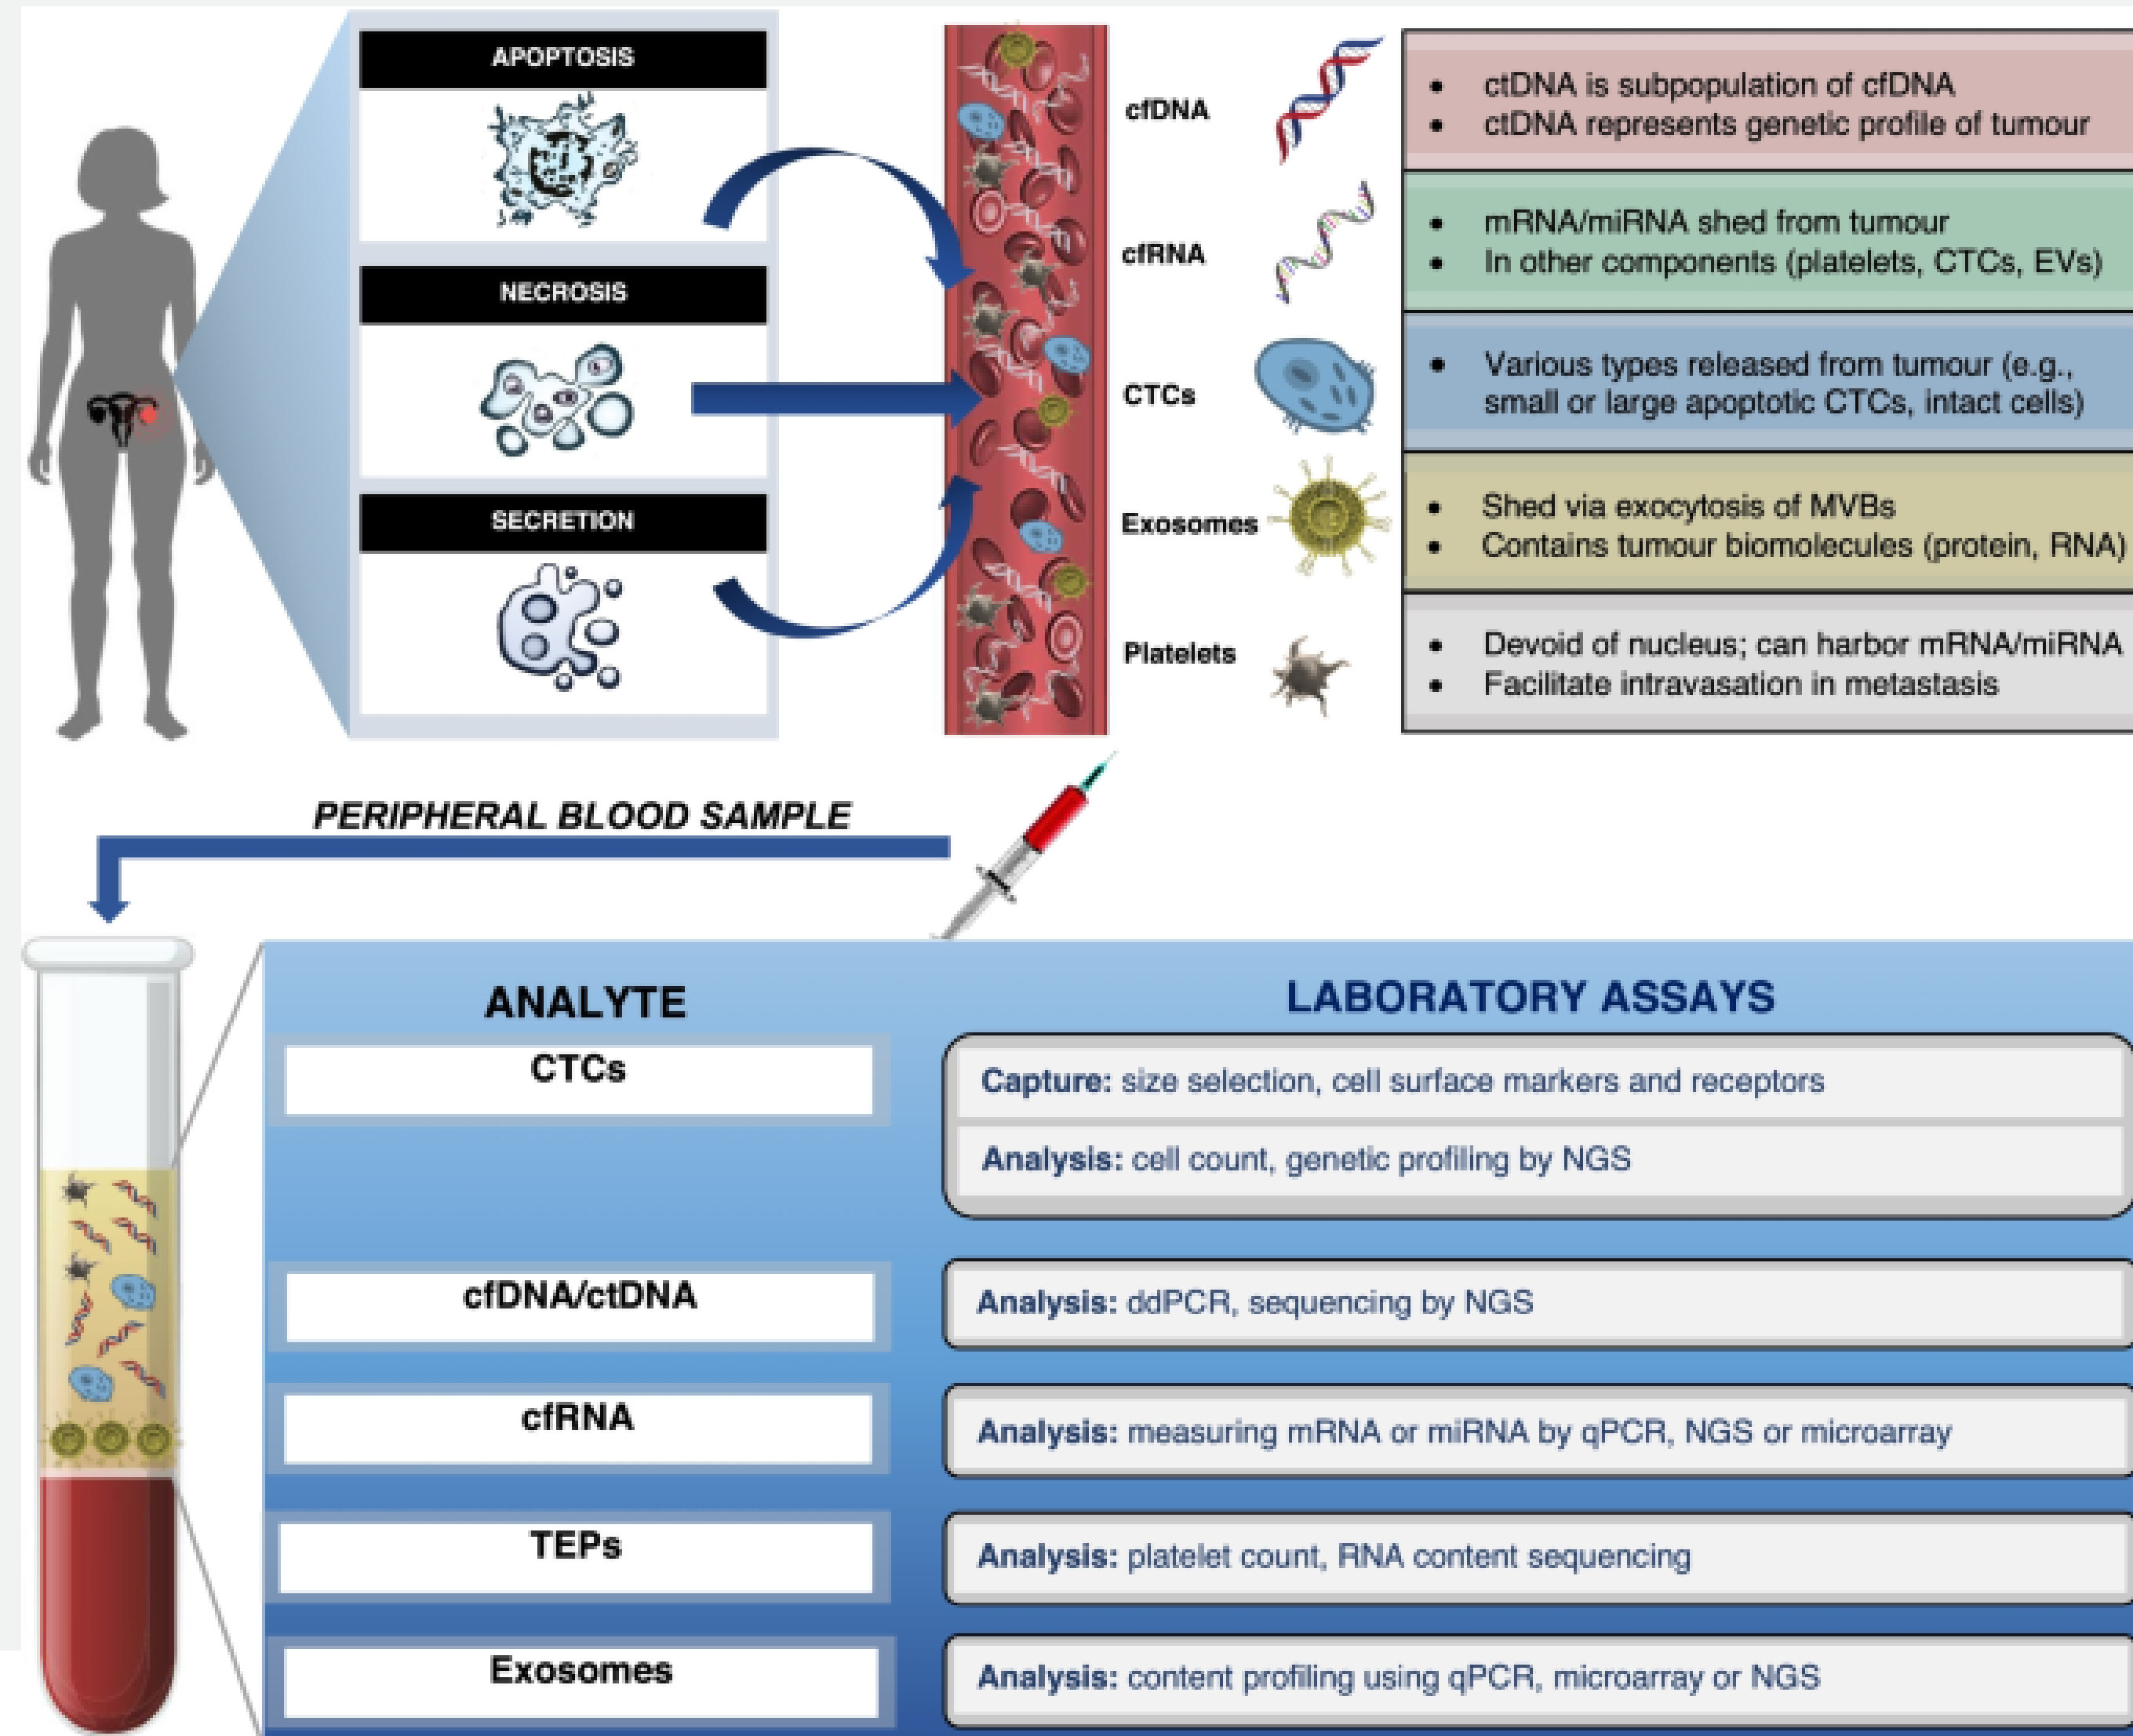 APOPTOSIS
NECROSIS
SECRETION
cfDNA
• ctDNA is subpopulation of cfDNA
• ctDNA represents genetic profile of tumour
cfRNA
• mRNA/miRNA shed from tumour
• In other components (platelets, CTCs, EVs)
CTCs
• Various types released from tumour (e.g.,
small or large apoptotic CTCs, intact cells)
Exosomes
• Shed via exocytosis of MVBs
• Contains tumour biomolecules (protein, RNA)
Platelets
• Devoid of nucleus; can harbor mRNA/miRNA
• Facilitate intravasation in metastasis
PERIPHERAL BLOOD SAMPLE
ANALYTE
LABORATORY ASSAYS
CTCs
Capture: size selection, cell surface markers and receptors
Analysis: cell count, genetic profiling by NGS
cfDNA/ctDNA
Analysis: ddPCR, sequencing by NGS
cfRNA
Analysis: measuring mRNA or miRNA by qPCR, NGS or microarray
TEPs
Analysis: platelet count, RNA content sequencing
Exosomes
Analysis: content profiling using qPCR, microarray or NGS